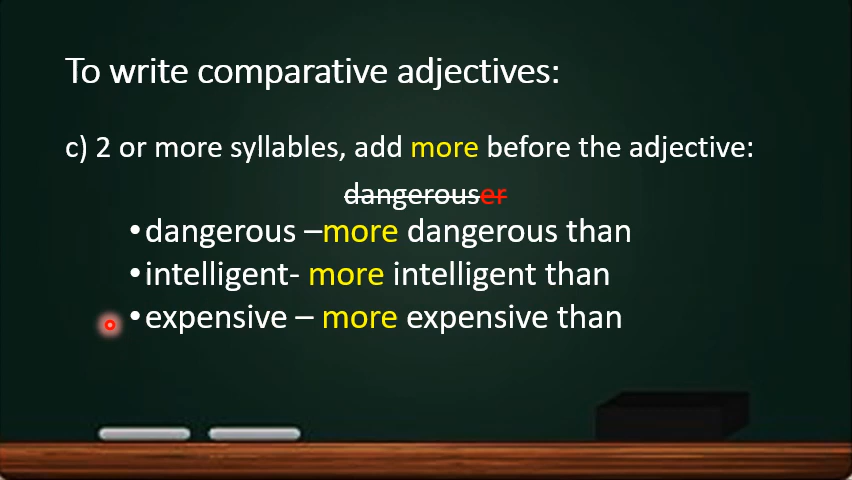 To write comparative adjectives:
c) 2 or more syllables, add more before the adjective:
dangerouser
•dangerous –more dangerous than
•intelligent- more intelligent than
•expensive – more expensive than